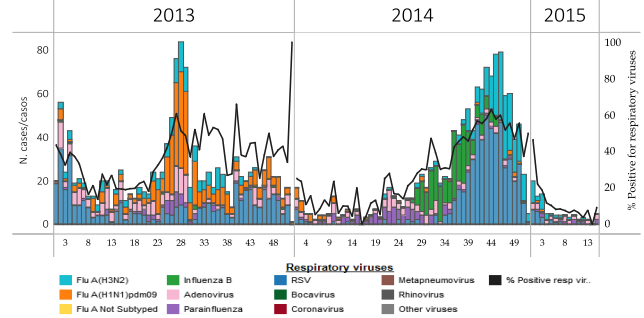 2013 2014 2015
80 100
60 80
40 60
20 40
0 20
0
N. cases/casos
% Positive for respiratory viruses
3 8 13 18 23 28 33 38 43 48 4 9 14 19 24 29 34 39 44 49 3 8 13
Respiratory viruses
Flu A(H3N2) Influenza B RSV Metapneumovirus % Positive resp vir..
Flu A(H1N1)pdm09 Adenovirus Bocavirus Rhinovirus
Flu A Not Subtyped Parainfluenza Coronavirus Other viruses